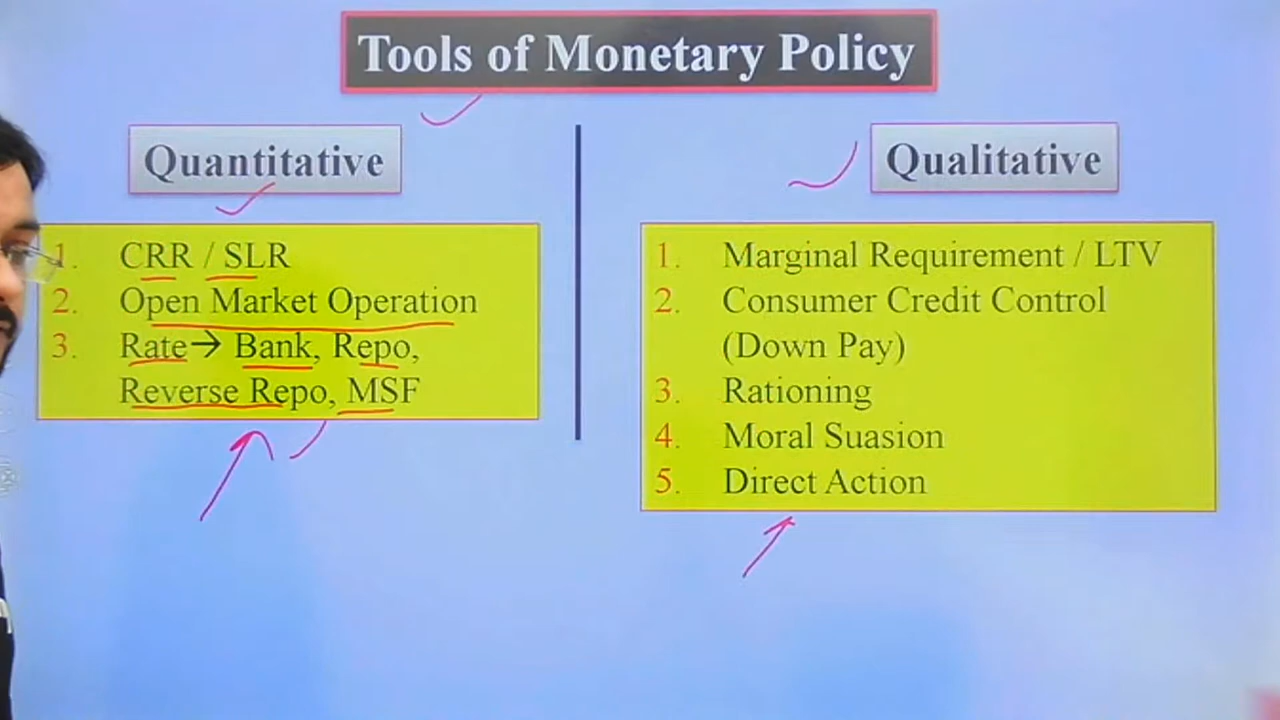 Tools of Monetary Policy
Quantitative
1. CRR / SLR
2. Open Market Operation
3. Rate→ Bank, Repo,
Reverse Repo, MSF
Qualitative
1. Marginal Requirement / LTV
2. Consumer Credit Control
(Down Pay)
3. Rationing
4. Moral Suasion
5. Direct Action